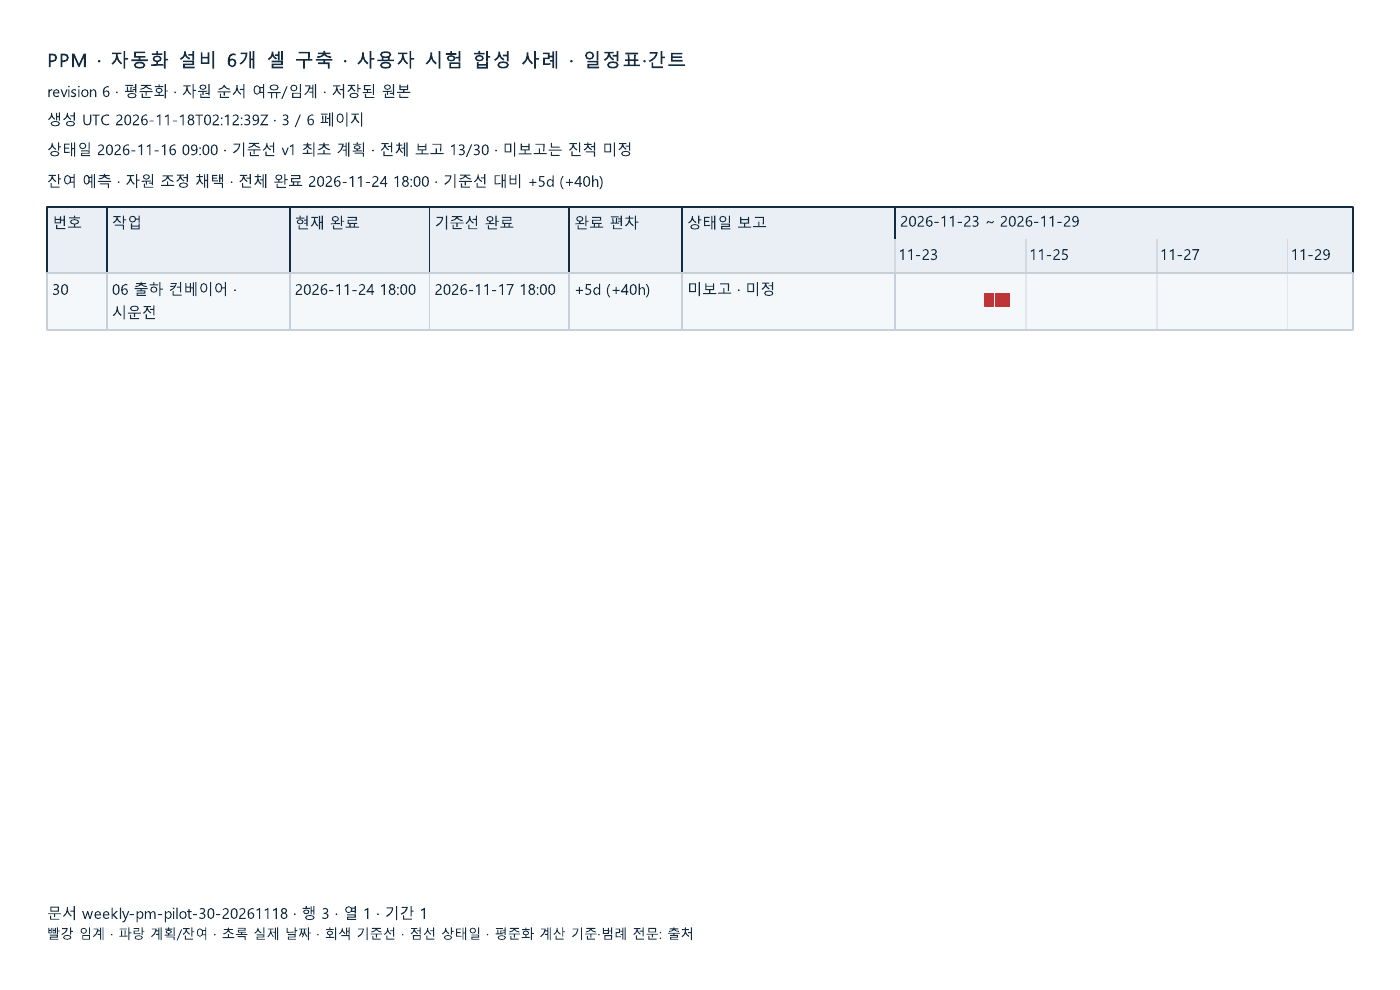 PPM · 자동화 설비 6개 셀 구축 · 사용자 시험 합성 사례 · 일정표·간트
revision 6 · 평준화 · 자원 순서 여유/임계 · 저장된 원본
생성 UTC 2026-11-18T02:12:39Z · 3 / 6 페이지
상태일 2026-11-16 09:00 · 기준선 v1 최초 계획 · 전체 보고 13/30 · 미보고는 진척 미정
잔여 예측 · 자원 조정 채택 · 전체 완료 2026-11-24 18:00 · 기준선 대비 +5d (+40h)
번호 작업 현재 완료 기준선 완료 완료 편차 상태일 보고 2026-11-23 ~ 2026-11-29
11-23 11-25 11-27 11-29
30 06 출하 컨베이어 · 2026-11-24 18:00 2026-11-17 18:00 +5d (+40h) 미보고 · 미정
시운전
문서 weekly-pm-pilot-30-20261118 · 행 3 · 열 1 · 기간 1
빨강 임계 · 파랑 계획/잔여 · 초록 실제 날짜 · 회색 기준선 · 점선 상태일 · 평준화 계산 기준·범례 전문: 출처